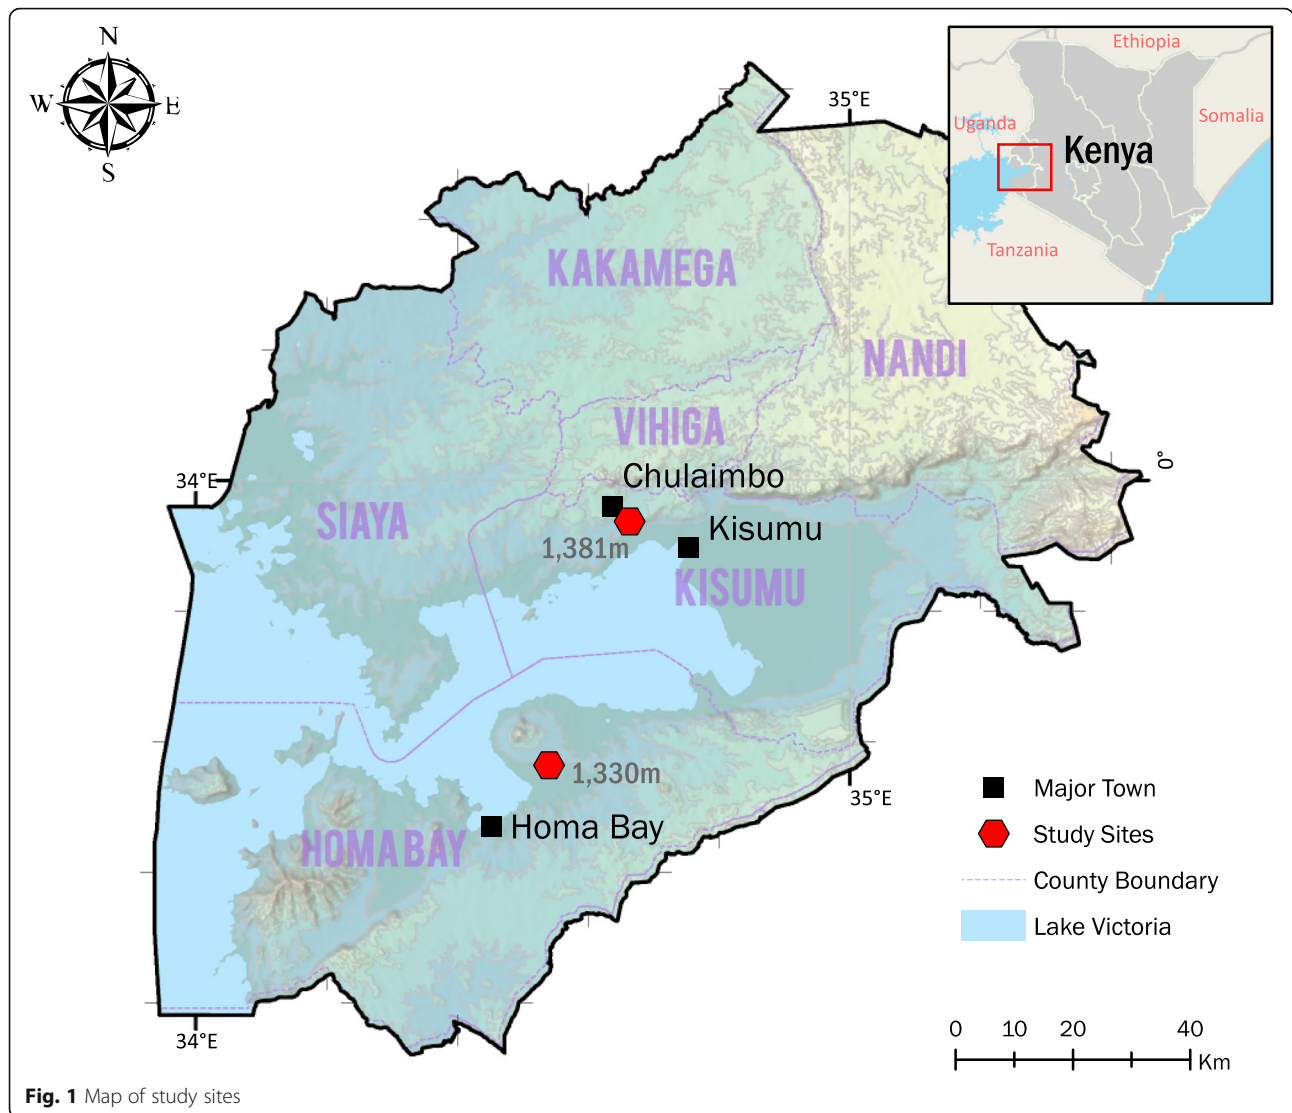 N
W
E
S
35°E
Ethiopia
Uganda
Somalia
Kenya
Tanzania
KAKAMEGA
NANDI
VIHIGA
Chulaimbo
34°E
0°
SIAYA
Kisumu
1,381m
KISUMU
1,330m
35°E
Homa Bay
HOMA BAY
Major Town
Study Sites
County Boundary
Lake Victoria
34°E
0 10 20 40
Km
Fig. 1 Map of study sites